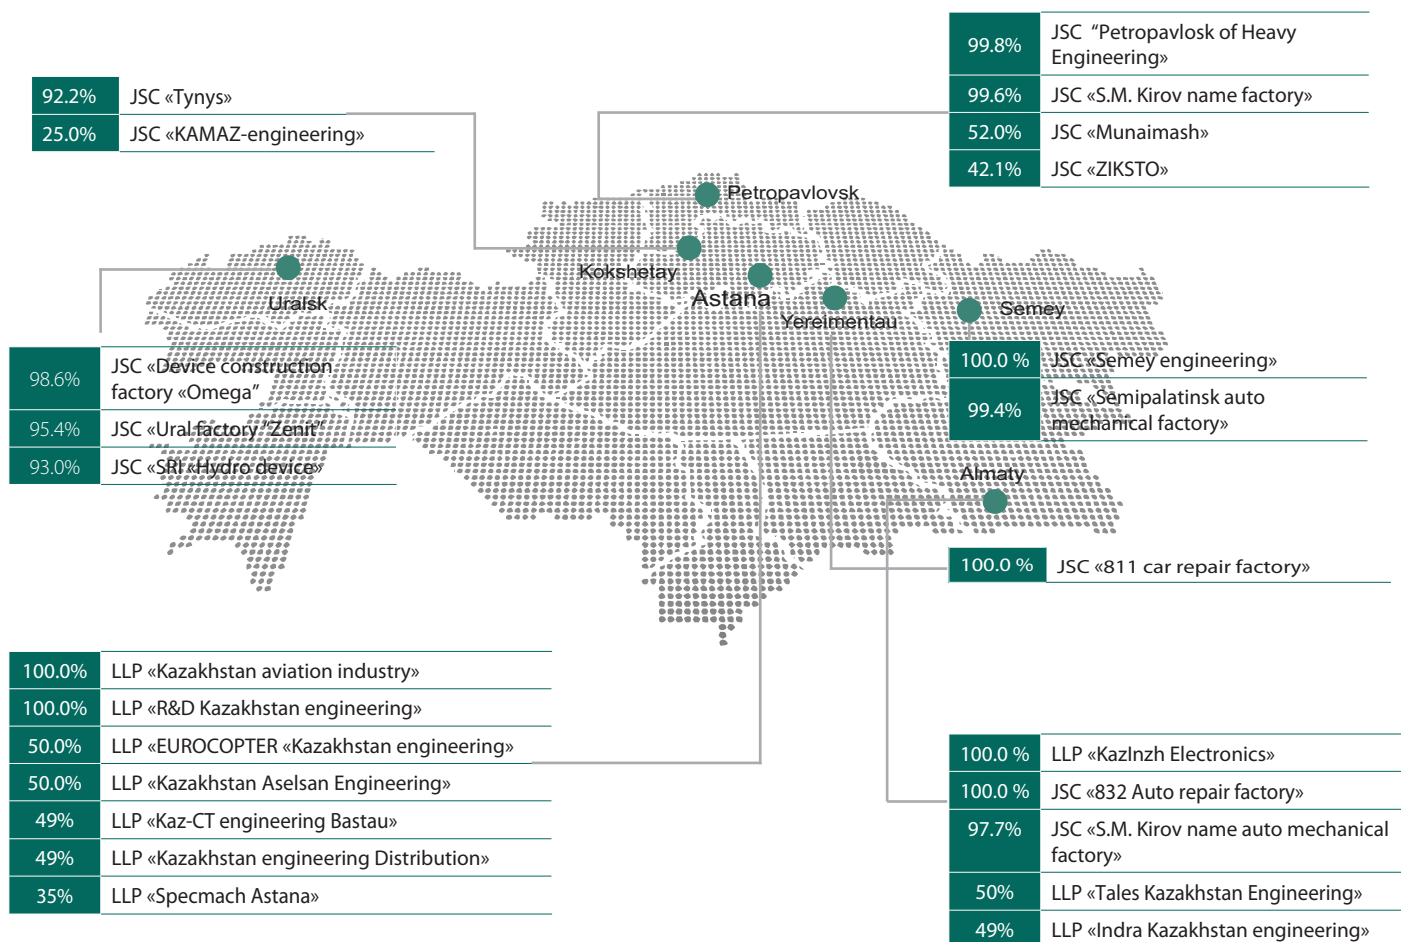 99.8% JSC “Petropavlosk of Heavy
Engineering»
99.6% JSC «S.M. Kirov name factory»
52.0% JSC «Munaimash»
42.1% JSC «ZIKSTO»
92.2% JSC «Tynys»
25.0% JSC «KAMAZ-engineering»
Petropavlovsk
Kokshetay
Astana
Uralsk
Yereimentau
Semey
98.6% JSC «Device construction
factory «Omega”
95.4% JSC «Ural factory “Zenit”
93.0% JSC «SRI «Hydro device»
100.0 % JSC «Semey engineering»
99.4% JSC «Semipalatinsk auto
mechanical factory»
Almaty
100.0 % JSC «811 car repair factory»
100.0% LLP «Kazakhstan aviation industry»
100.0% LLP «R&D Kazakhstan engineering»
50.0% LLP «EUROCOPTER «Kazakhstan engineering»
50.0% LLP «Kazakhstan Aselsan Engineering»
49% LLP «Kaz-CT engineering Bastau»
49% LLP «Kazakhstan engineering Distribution»
35% LLP «Specmach Astana»
100.0 % LLP «KazInzh Electronics»
100.0 % JSC «832 Auto repair factory»
97.7% JSC «S.M. Kirov name auto mechanical
factory»
50% LLP «Tales Kazakhstan Engineering»
49% LLP «Indra Kazakhstan engineering»